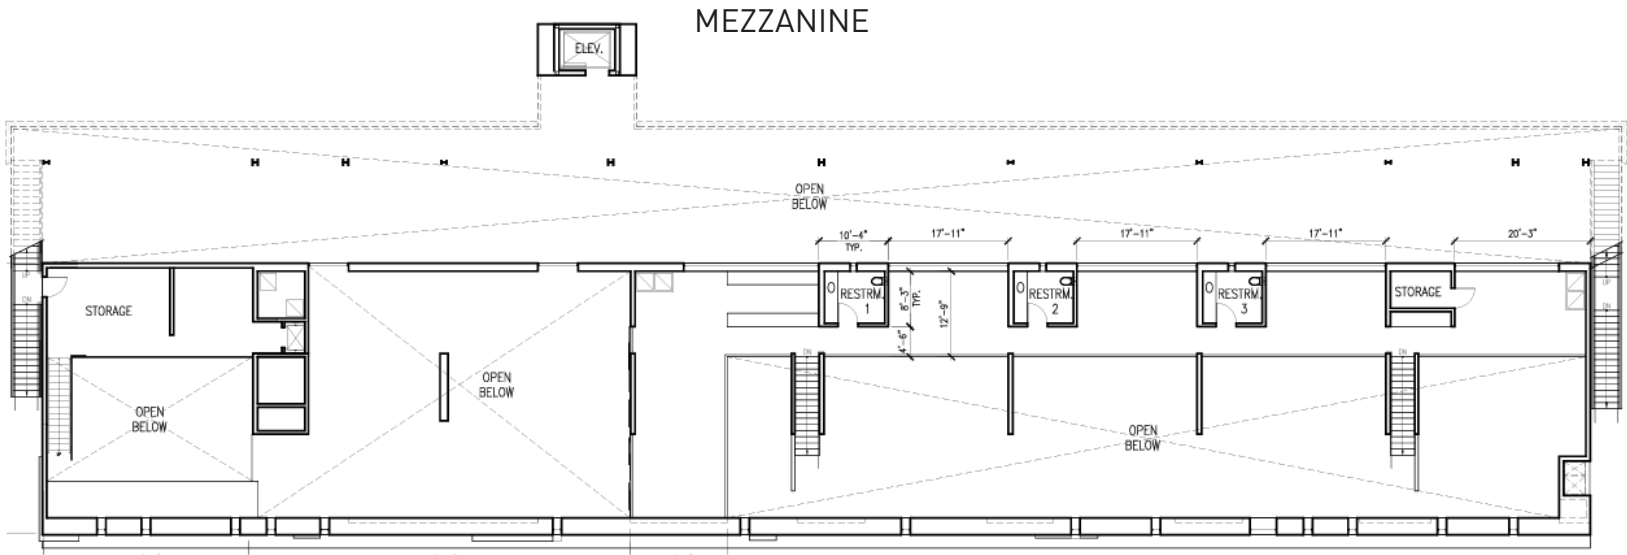 MEZZANINE
ELEV.
OPEN
BELOW
10'-4"
TYP.
17'-11"
17'-11"
17'-11"
20'-3"
UP
DN
STORAGE
RESTRM.
1
8'-3"
TYP.
12'-9"
4'-6"
RESTRM.
2
RESTRM.
3
STORAGE
UP
DN
DN
DN
OPEN
BELOW
OPEN
BELOW
OPEN
BELOW